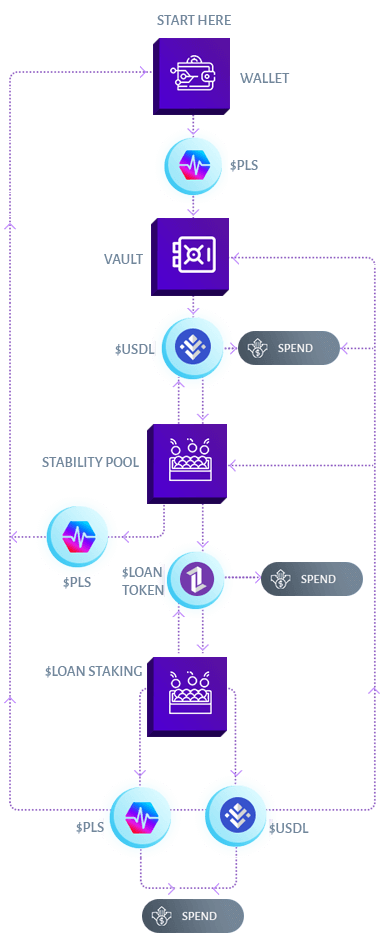 START HERE
WALLET
$PLS
VAULT
$USDL
SPEND
STABILITY POOL
$PLS
$LOAN
TOKEN
SPEND
$LOAN STAKING
$PLS
$USDL
SPEND